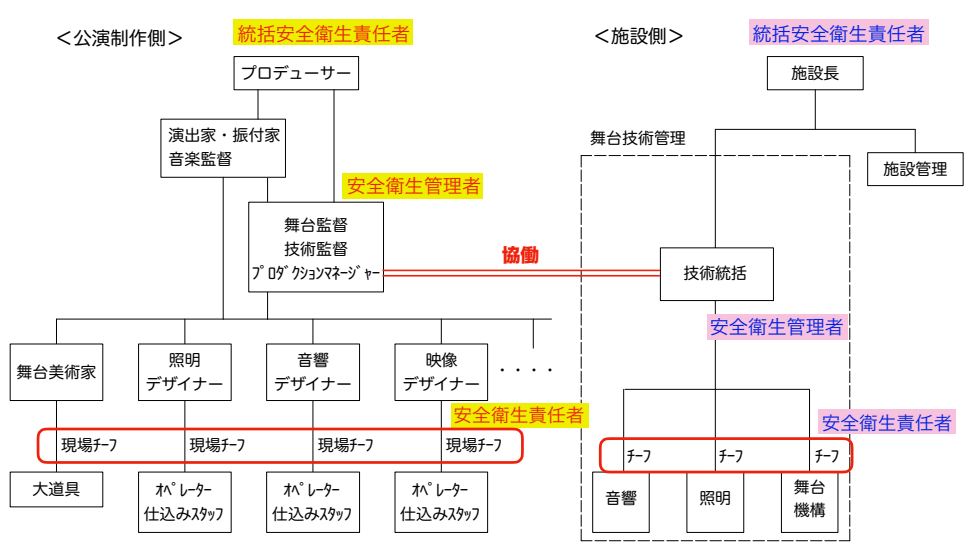 <公演制作側>
統括安全衛生責任者
プロデューサー
演出家・振付家
音楽監督
安全衛生管理者
舞台監督
技術監督
ﾌﾟﾛﾀﾞｸｼｮﾝﾏﾈｰｼﾞｬｰ
協働
舞台美術家
照明
デザイナー
音響
デザイナー
映像
デザイナー
・・・・
安全衛生責任者
現場ﾁｰﾌ
現場ﾁｰﾌ
現場ﾁｰﾌ
現場ﾁｰﾌ
大道具
ｵﾍﾟﾚｰﾀｰ
仕込みｽﾀｯﾌ
ｵﾍﾟﾚｰﾀｰ
仕込みｽﾀｯﾌ
ｵﾍﾟﾚｰﾀｰ
仕込みｽﾀｯﾌ
<施設側>
統括安全衛生責任者
施設長
舞台技術管理
施設管理
技術統括
安全衛生管理者
安全衛生責任者
ﾁｰﾌ
ﾁｰﾌ
ﾁｰﾌ
音響
照明
舞台
機構